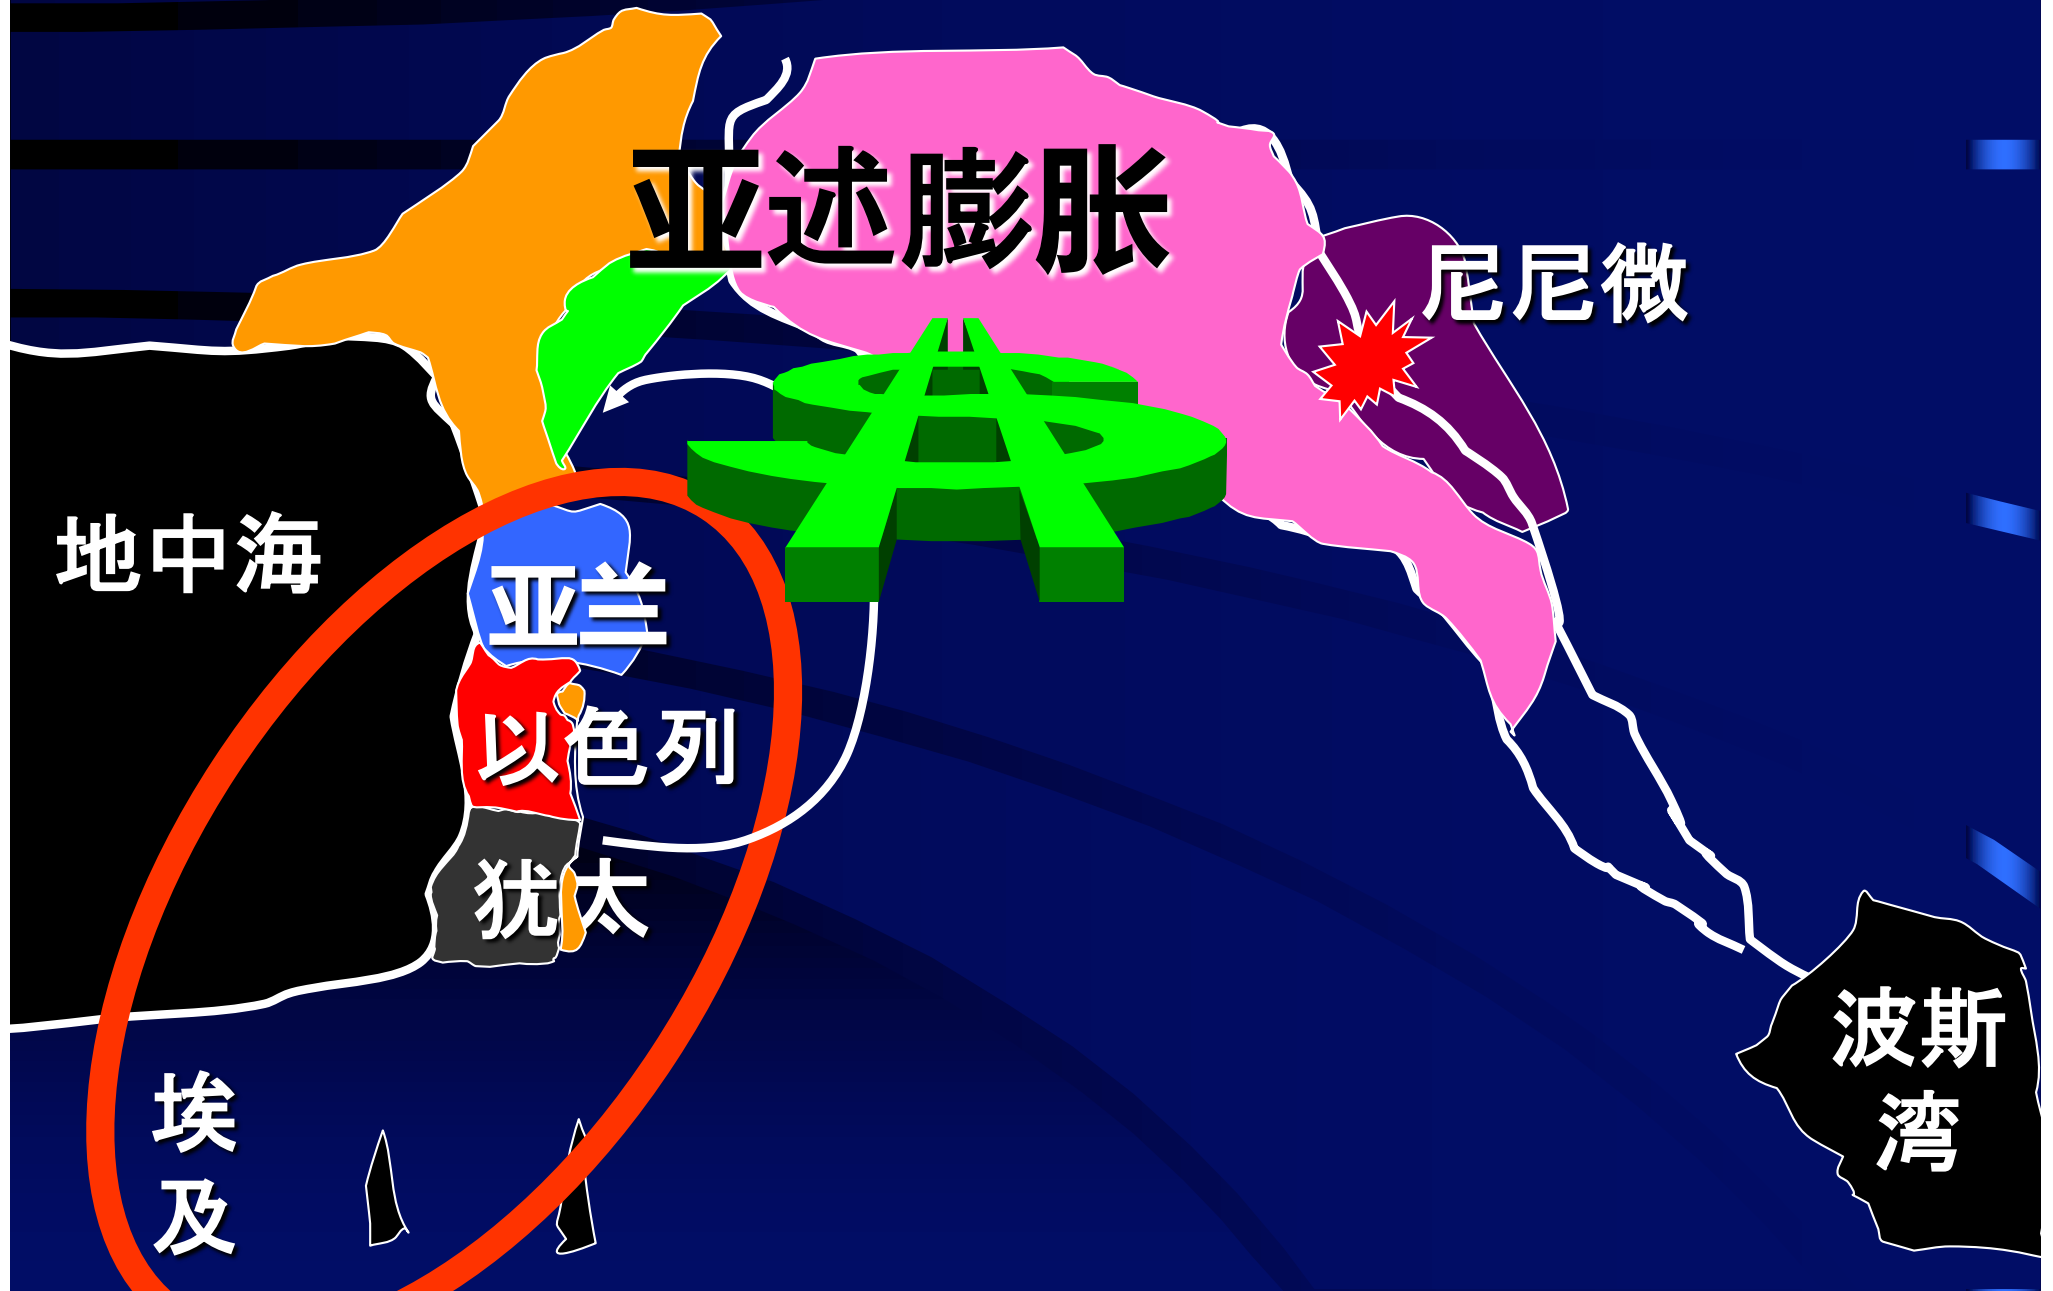 亚述膨胀
尼尼微
地中海
$
亚兰
以色列
犹太
波斯
湾
埃
及